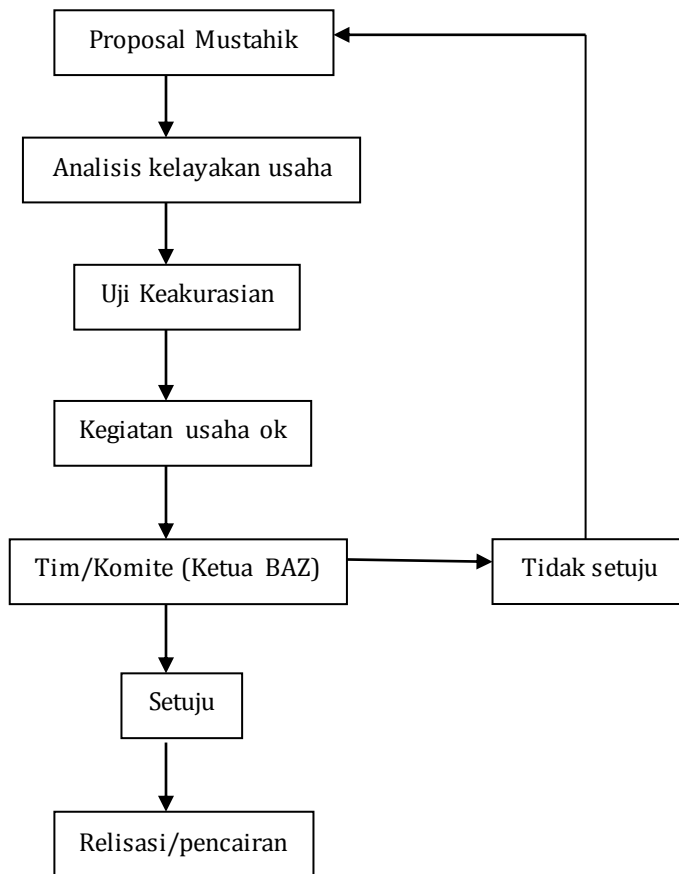 Proposal Mustahik
Analisis kelayakan usaha
Uji Keakurasian
Kegiatan usaha ok
Tim/Komite (Ketua BAZ)
Tidak setuju
Setuju
Relisasi/pencairan